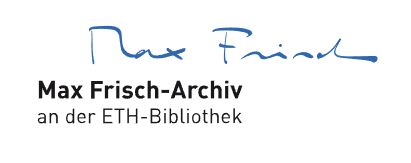 Max Frisch
Max Frisch-Archiv
an der ETH-Bibliothek